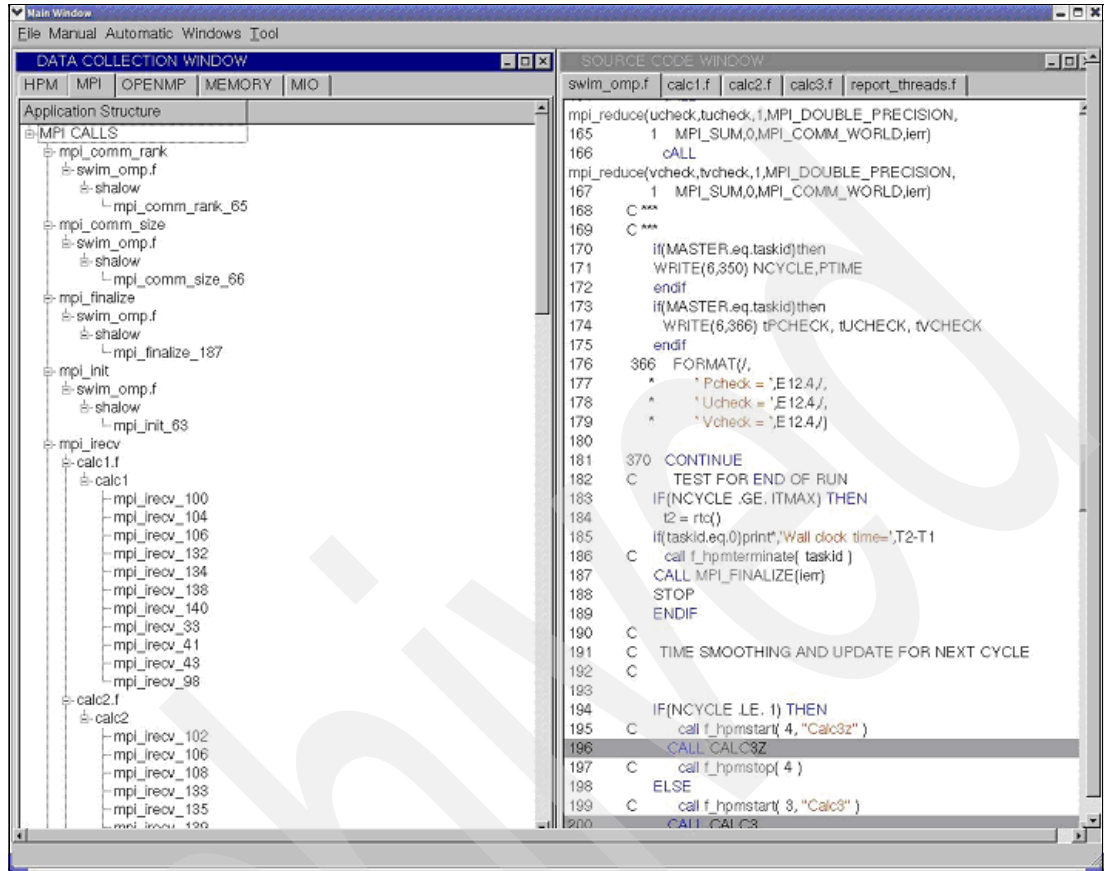 Main Window
File Manual Automatic Windows Tool
DATA COLLECTION WINDOW
HPM MPI OPENMP MEMORY MIO
Application Structure
MPI CALLS
mpi_comm_rank
swim_omp.f
shalow
mpi_comm_rank_65
mpi_comm_size
swim_omp.f
shalow
mpi_comm_size_66
mpi_finalize
swim_omp.f
shalow
mpi_finalize_187
mpi_init
swim_omp.f
shalow
mpi_init_63
mpi_irecv
calc1.f
calc1
mpi_irecv_100
mpi_irecv_104
mpi_irecv_106
mpi_irecv_132
mpi_irecv_134
mpi_irecv_138
mpi_irecv_140
mpi_irecv_33
mpi_irecv_41
mpi_irecv_43
mpi_irecv_98
calc2.f
calc2
mpi_irecv_102
mpi_irecv_106
mpi_irecv_108
mpi_irecv_133
mpi_irecv_135
mpi_irecv_139
SOURCE CODE WINDOW
swim_omp.f calc1.f calc2.f calc3.f report_threads.f
mpi_reduce(ucheck,tucheck,1,MPI_DOUBLE_PRECISION,
165 1 MPI_SUM,0,MPI_COMM_WORLD,ierr)
166 cALL
mpi_reduce(vcheck,tvcheck,1,MPI_DOUBLE_PRECISION,
167 1 MPI_SUM,0,MPI_COMM_WORLD,ierr)
168 C ***
169 C ***
170 if(MASTER.eq.taskid)then
171 WRITE(6,350) NCYCLE,PTIME
172 endif
173 if(MASTER.eq.taskid)then
174 WRITE(6,366) tPCHECK, tUCHECK, tVCHECK
175 endif
176 366 FORMAT(/,
177 * ' Pcheck = ',E12.4,/,
178 * ' Ucheck = ',E12.4,/,
179 * ' Vcheck = ',E12.4,/)
180
181 370 CONTINUE
182 C TEST FOR END OF RUN
183 IF(NCYCLE .GE. ITMAX) THEN
184 t2 = rtc()
185 if(taskid.eq.0)print*,'Wall clock time=',T2-T1
186 C call f_hpmterminate( taskid )
187 CALL MPI_FINALIZE(ierr)
188 STOP
189 ENDIF
190 C
191 C TIME SMOOTHING AND UPDATE FOR NEXT CYCLE
192 C
193
194 IF(NCYCLE .LE. 1) THEN
195 C call f_hpmstart( 4, "Calc3z" )
196 CALL CALC3Z
197 C call f_hpmstop( 4 )
198 ELSE
199 C call f_hpmstart( 3, "Calc3" )
200 CALL CALC3